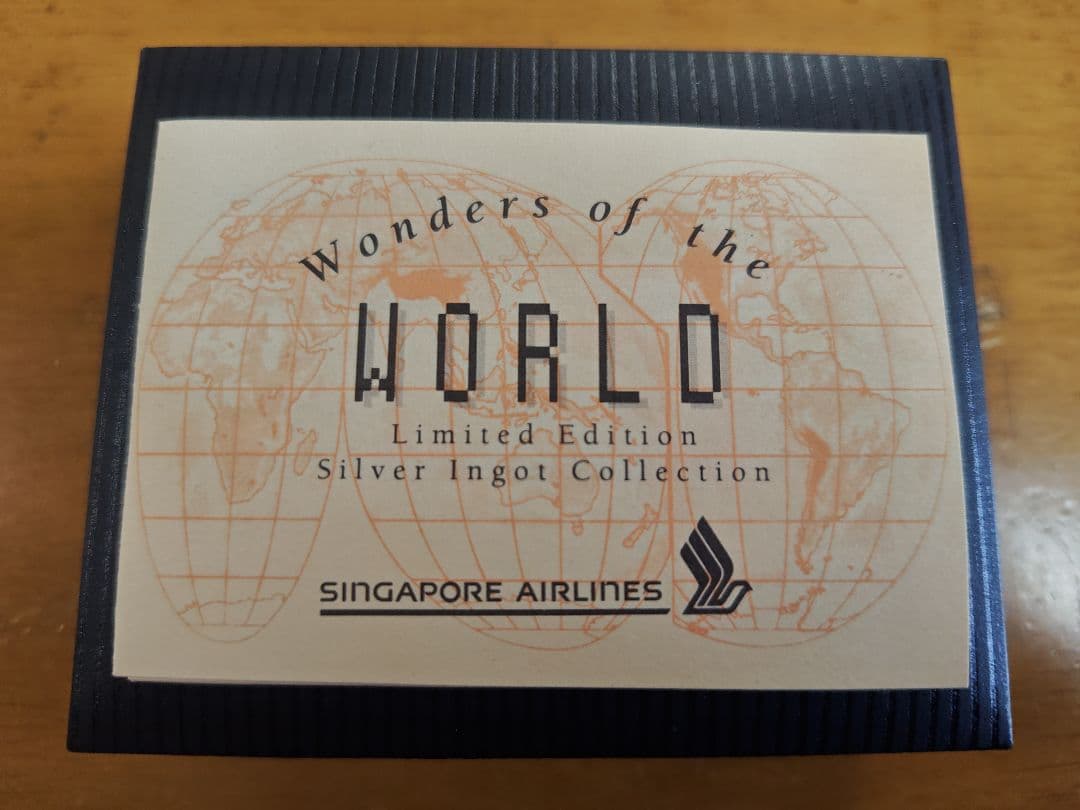 Wonders of the
WORLD
Limited Edition
Silver Ingot Collection
SINGAPORE AIRLINES